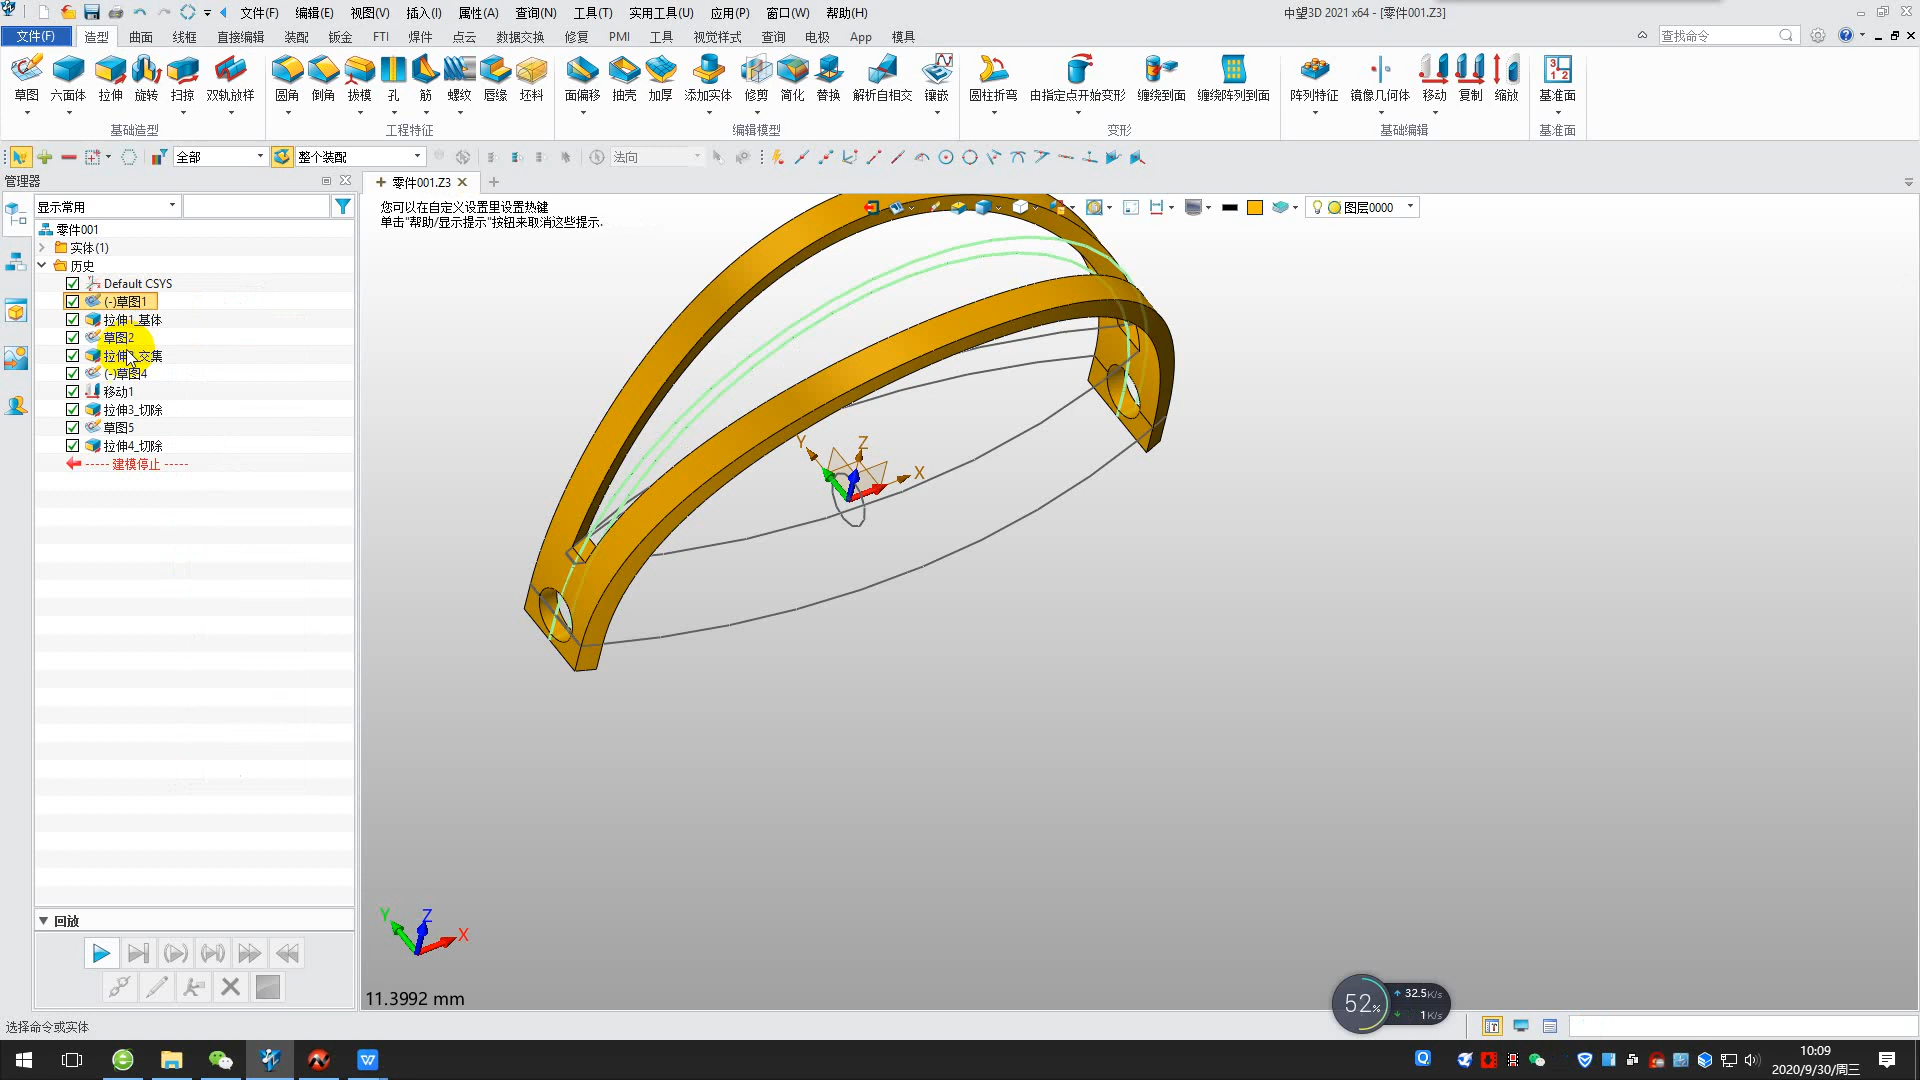 文件(F) 编辑(E) 视图(V) 插入(I) 属性(A) 查询(N) 工具(T) 实用工具(U) 应用(P) 窗口(W) 帮助(H) 中望3D 2021 x64 - [零件001.Z3]
文件(F) 造型 曲面 线框 直接编辑 装配 钣金 FTI 焊件 点云 数据交换 修复 PMI 工具 视觉样式 查询 电极 App 模具 查找命令
草图 六面体 拉伸 旋转 扫掠 双轨放样 圆角 倒角 拔模 孔 筋 螺纹 唇缘 坯料 面偏移 抽壳 加厚 添加实体 修剪 简化 替换 解析自相交 镶嵌 圆柱折弯 由指定点开始变形 缠绕到面 缠绕阵列到面 阵列特征 镜像几何体 移动 复制 缩放 基准面
基础造型 工程特征 编辑模型 变形 基础编辑 基准面
全部 整个装配 法向
管理器 零件001.Z3
显示常用 您可以在自定义设置里设置热键 图层0000
单击"帮助/显示提示"按钮来取消这些提示.
零件001
实体(1)
历史
Default CSYS
(-)草图1
拉伸1_基体
草图2
交集
(-)草图4
移动1
拉伸3_切除
草图5
拉伸4_切除
----- 建模停止 -----
Y Z X
回放
Y Z X
11.3992 mm
52% 32.5K/s
1K/s
选择命令或实体
10:09
2020/9/30/周三